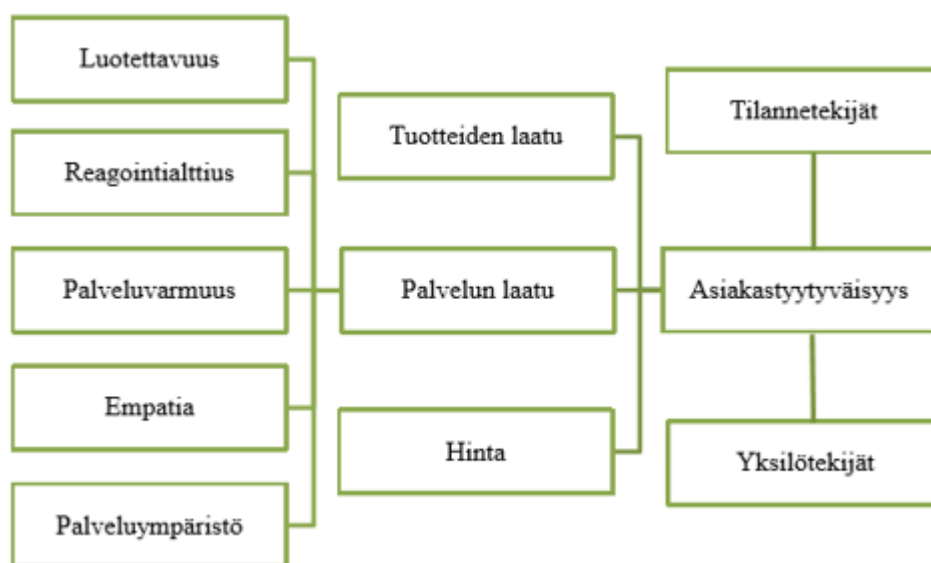 Luotettavuus
Reagointialttius
Palveluvarmuus
Empatia
Palveluympäristö
Tuotteiden laatu
Palvelun laatu
Hinta
Tilannetekijät
Asiakastyytyväisyys
Yksilötekijät